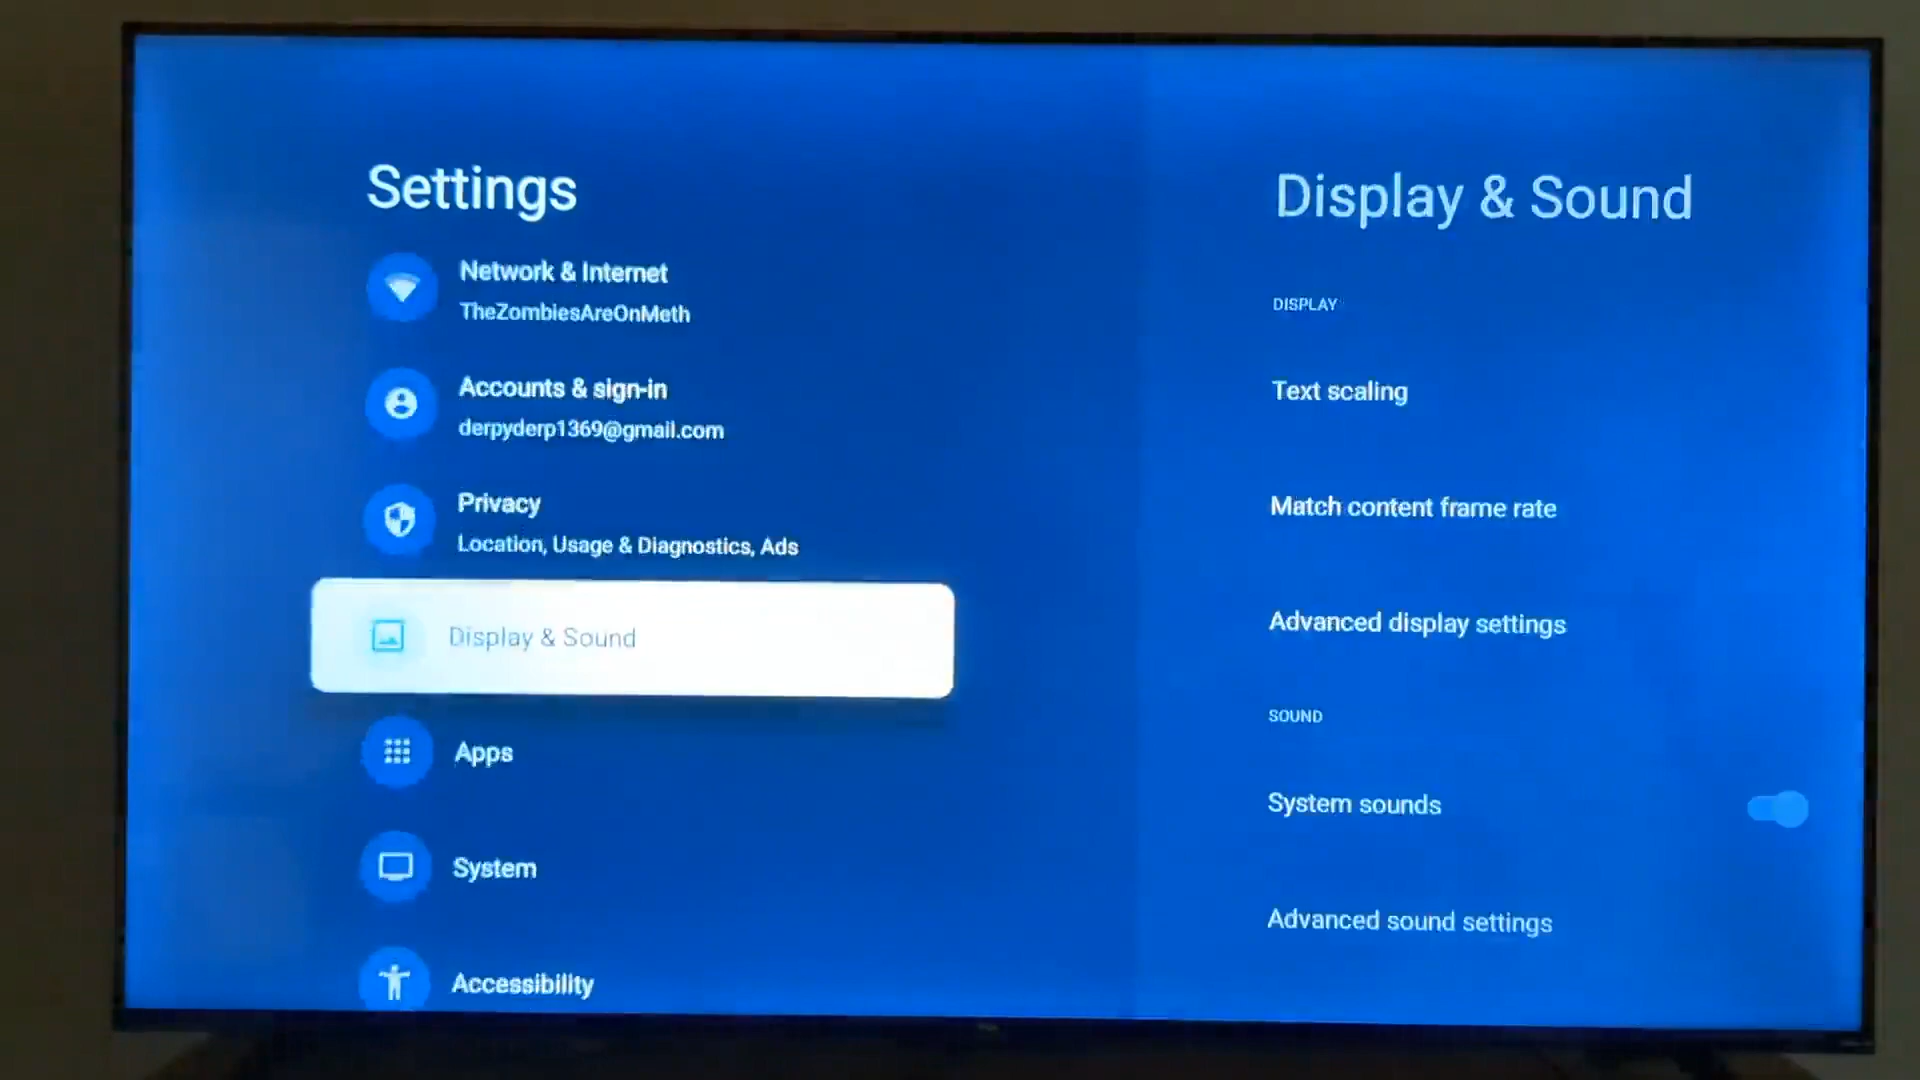 Settings
Network & Internet
TheZombiesAreOnMeth
Accounts & sign-in
derpyderp1369@gmail.com
Privacy
Location, Usage & Diagnostics, Ads
Display & Sound
Apps
System
Accessibility
Display & Sound
DISPLAY
Text scaling
Match content frame rate
Advanced display settings
SOUND
System sounds
Advanced sound settings